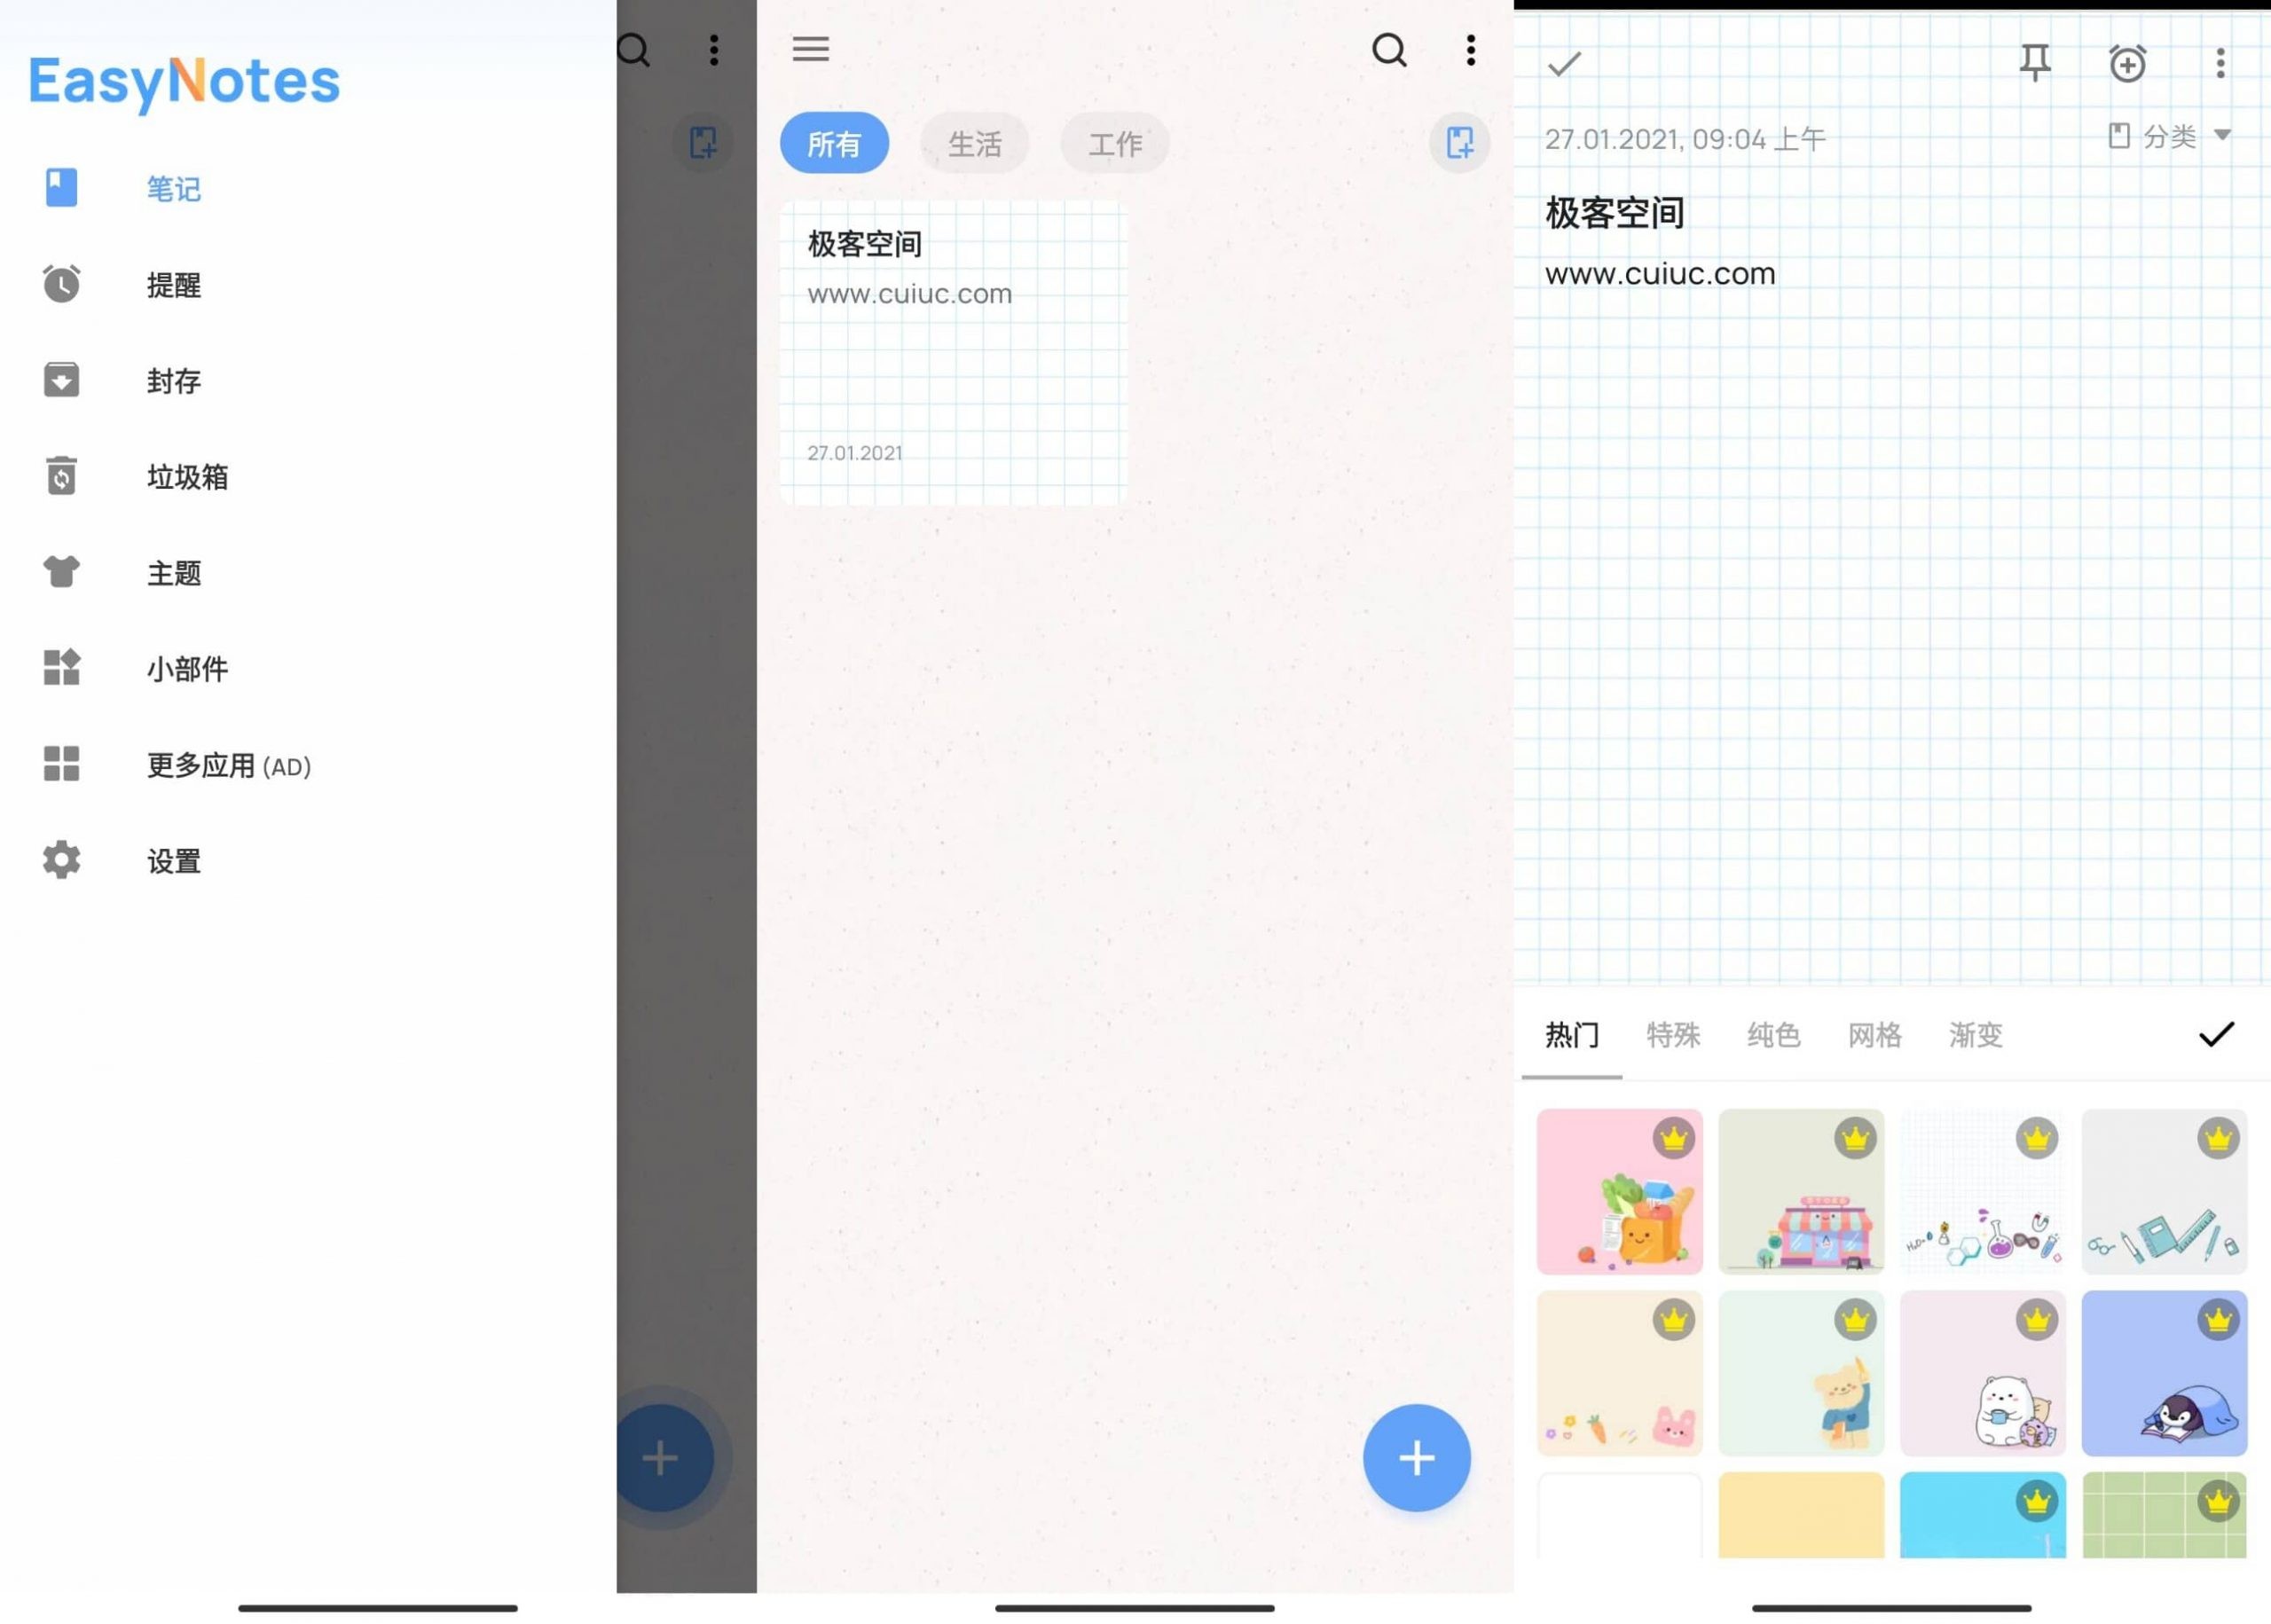 EasyNotes
笔记
提醒
封存
垃圾箱
主题
小部件
更多应用 (AD)
设置
所有
生活
工作
极客空间
www.cuiuc.com
27.01.2021
27.01.2021, 09:04 上午
分类
极客空间
www.cuiuc.com
热门
特殊
纯色
网格
渐变
STORE
H₂O